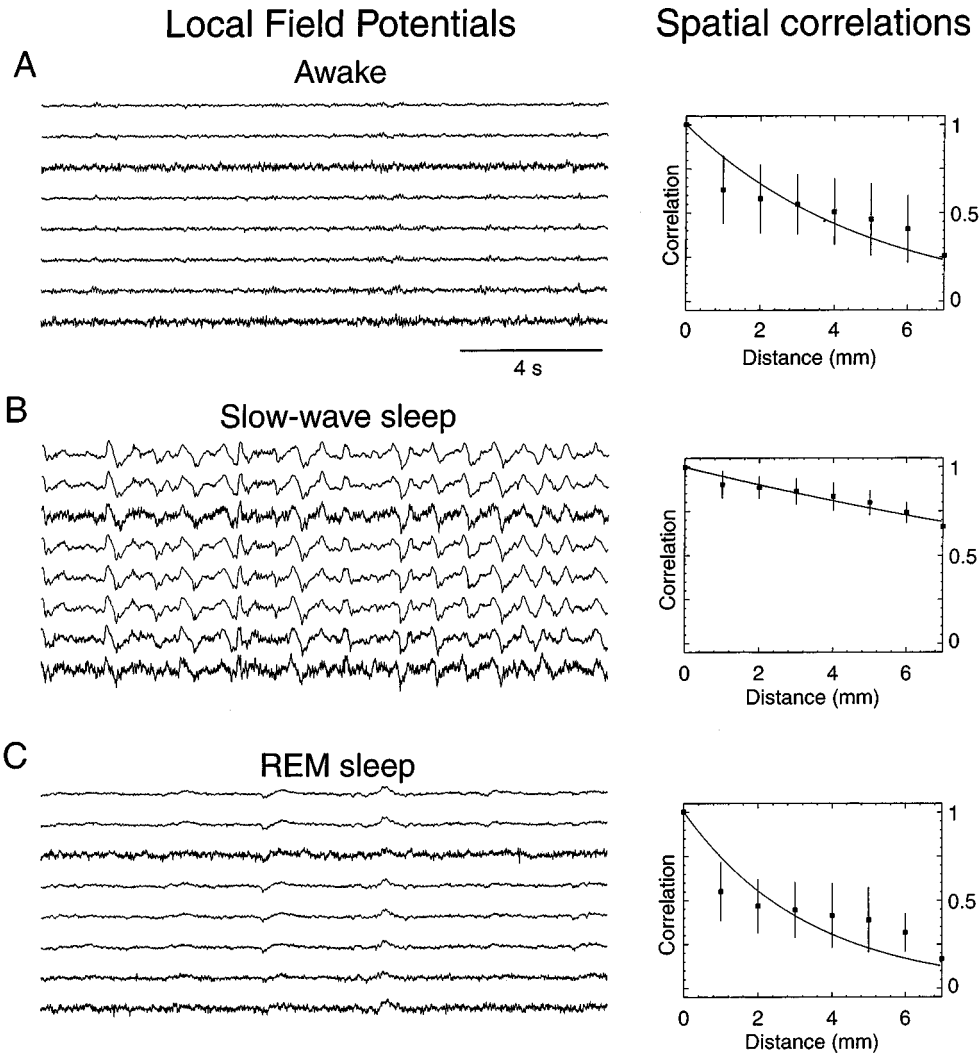 Local Field Potentials
Spatial correlations
A
Awake
4 s
Correlation
1
0.5
0
0 2 4 6
Distance (mm)
B
Slow-wave sleep
Correlation
1
0.5
0
0 2 4 6
Distance (mm)
C
REM sleep
Correlation
1
0.5
0
0 2 4 6
Distance (mm)